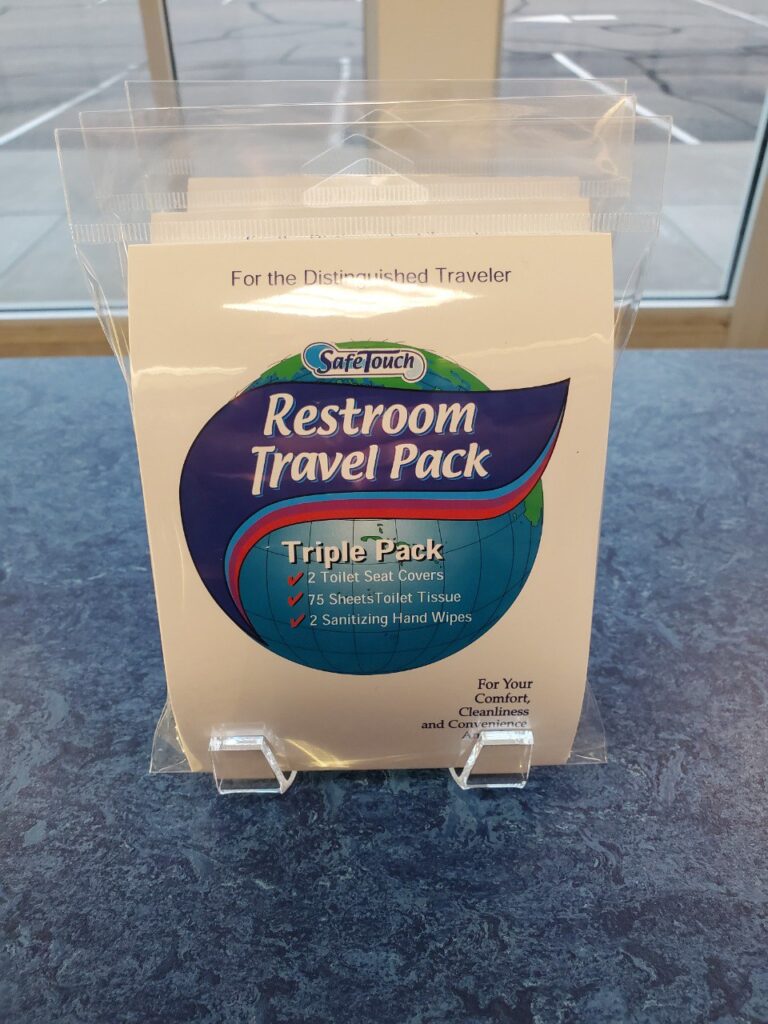 For the Distinguished Traveler
SafeTouch
Restroom
Travel Pack
Triple Pack
2 Toilet Seat Covers
75 SheetsToilet Tissue
2 Sanitizing Hand Wipes
For Your
Comfort,
Cleanliness
and Convenience